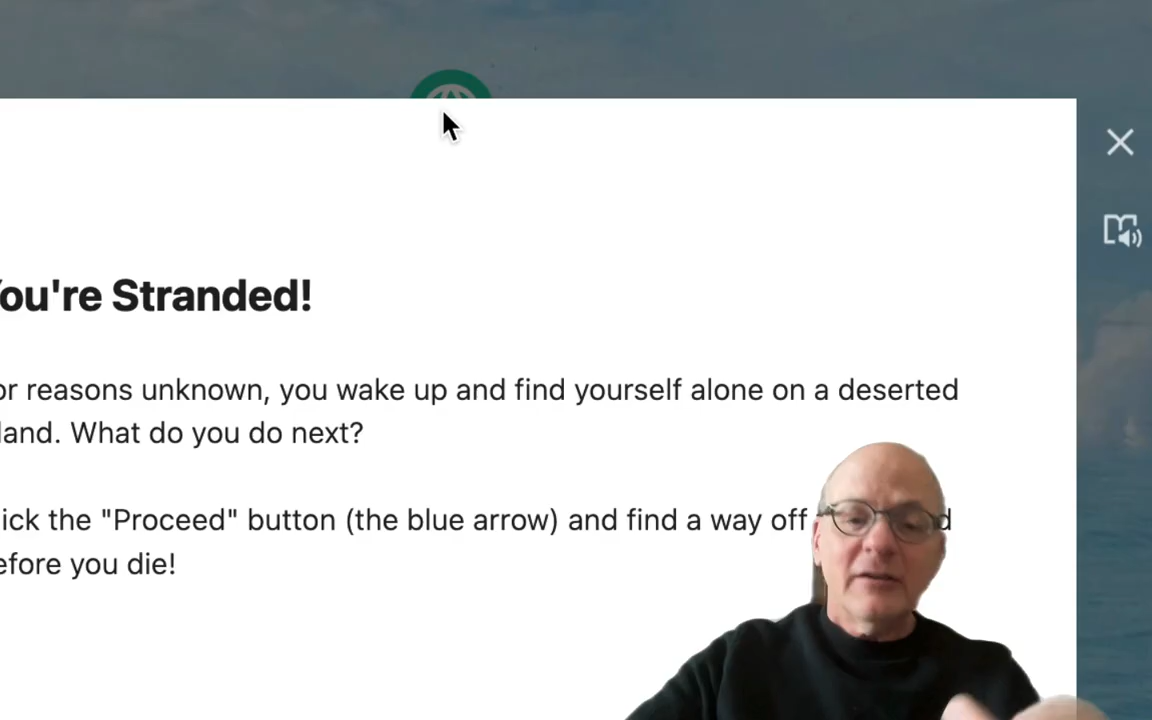 ou're Stranded!
or reasons unknown, you wake up and find yourself alone on a deserted
land. What do you do next?
ick the "Proceed" button (the blue arrow) and find a way off d
efore you die!